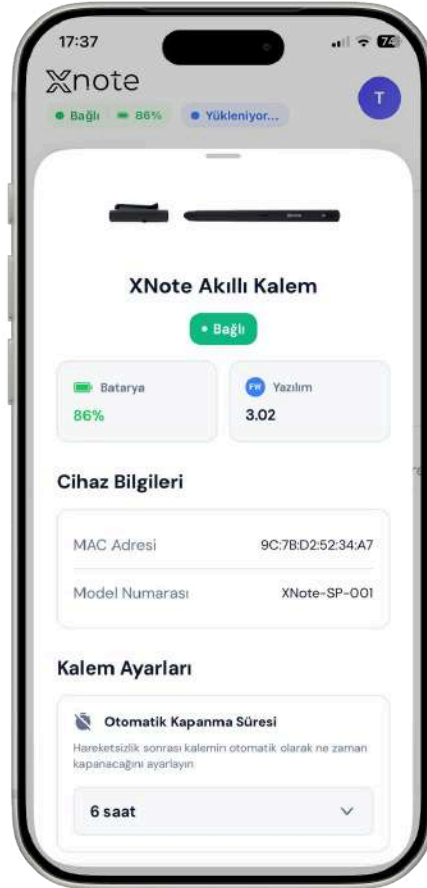 17:37
74
Xnote
T
Bağlı 86% Yükleniyor...
XNote Akıllı Kalem
Bağlı
Batarya
86%
FW Yazılım
3.02
Cihaz Bilgileri
MAC Adresi 9C:7B:D2:52:34:A7
Model Numarası XNote-SP-001
Kalem Ayarları
Otomatik Kapanma Süresi
Hareketsizlik sonrası kalemin otomatik olarak ne zaman
kapanacağını ayarlayın
6 saat